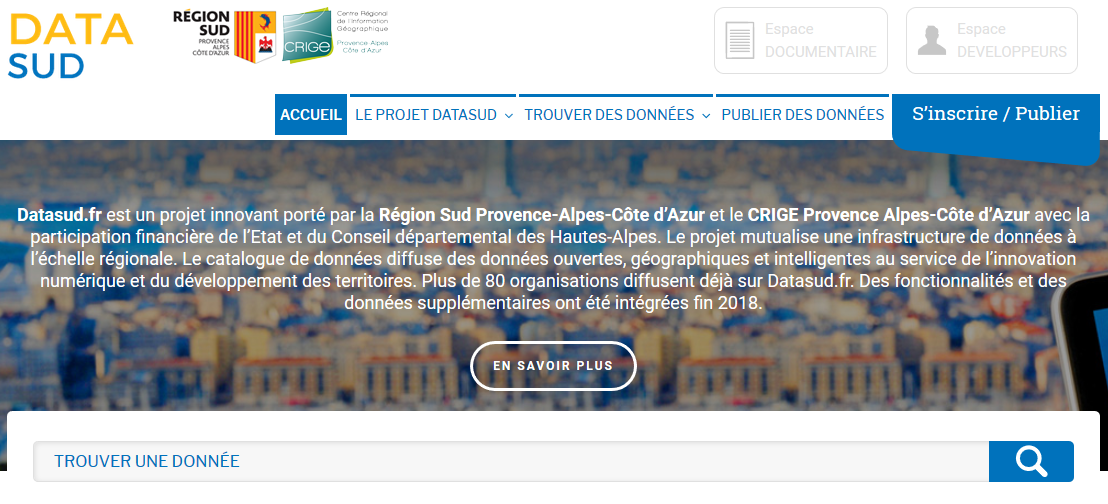 DATA
SUD
RÉGION
SUD
PROVENCE
ALPES
CÔTE D'AZUR
CRIGE
Centre Régional
de l'Information
Géographique
Provence Alpes
Côte d'Azur
Espace
DOCUMENTAIRE
Espace
DEVELOPPEURS
ACCUEIL
LE PROJET DATASUD
TROUVER DES DONNÉES
PUBLIER DES DONNÉES
S'inscrire / Publier
Datasud.fr est un projet innovant porté par la Région Sud Provence-Alpes-Côte d'Azur et le CRIGE Provence Alpes-Côte d'Azur avec la
participation financière de l'Etat et du Conseil départemental des Hautes-Alpes. Le projet mutualise une infrastructure de données à
l'échelle régionale. Le catalogue de données diffuse des données ouvertes, géographiques et intelligentes au service de l'innovation
numérique et du développement des territoires. Plus de 80 organisations diffusent déjà sur Datasud.fr. Des fonctionnalités et des
données supplémentaires ont été intégrées fin 2018.
EN SAVOIR PLUS
TROUVER UNE DONNÉE